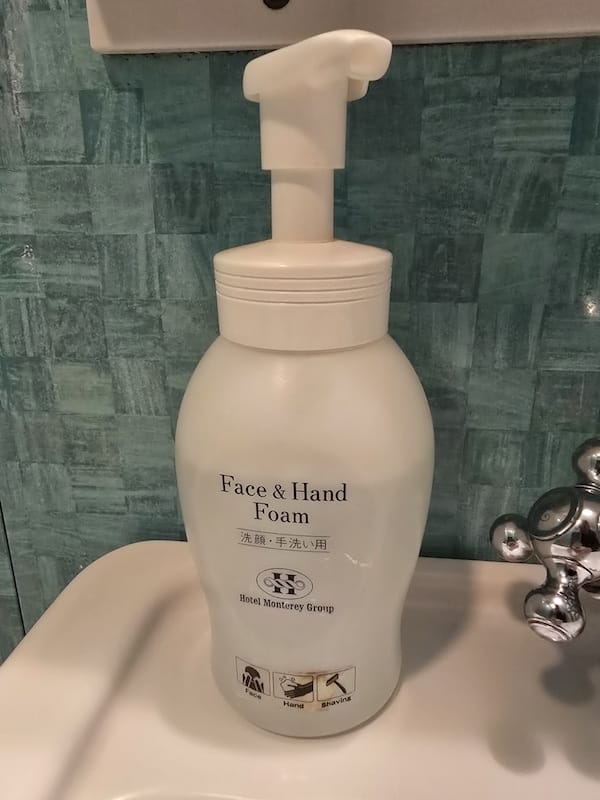 Face & Hand
Foam
洗顔・手洗い用
H
Hotel Monterey Group
Face Hand Shaving